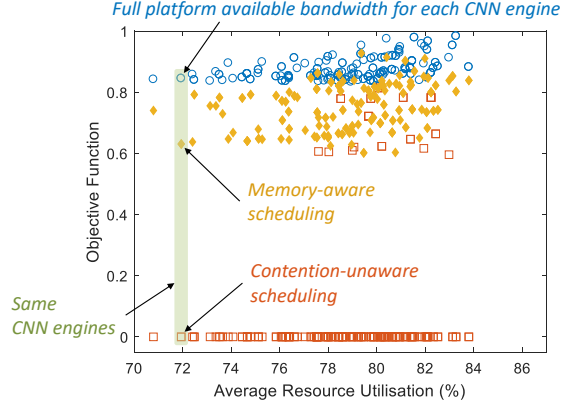 Full platform available bandwidth for each CNN engine
1
0.8
0.6
0.4
0.2
0
Objective Function
Memory-aware
scheduling
Contention-unaware
scheduling
Same
CNN engines
70 72 74 76 78 80 82 84 86
Average Resource Utilisation (%)